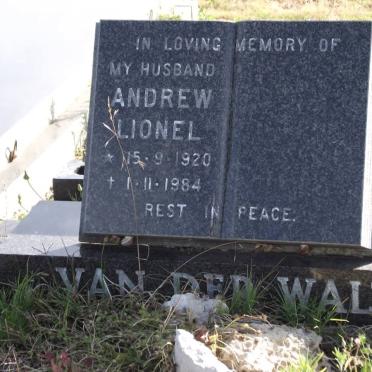 IN LOVING MEMORY OF
MY HUSBAND
ANDREW
LIONEL
* 15·9·1920
† 1·11·1984
REST IN PEACE.
VAN DER WAL